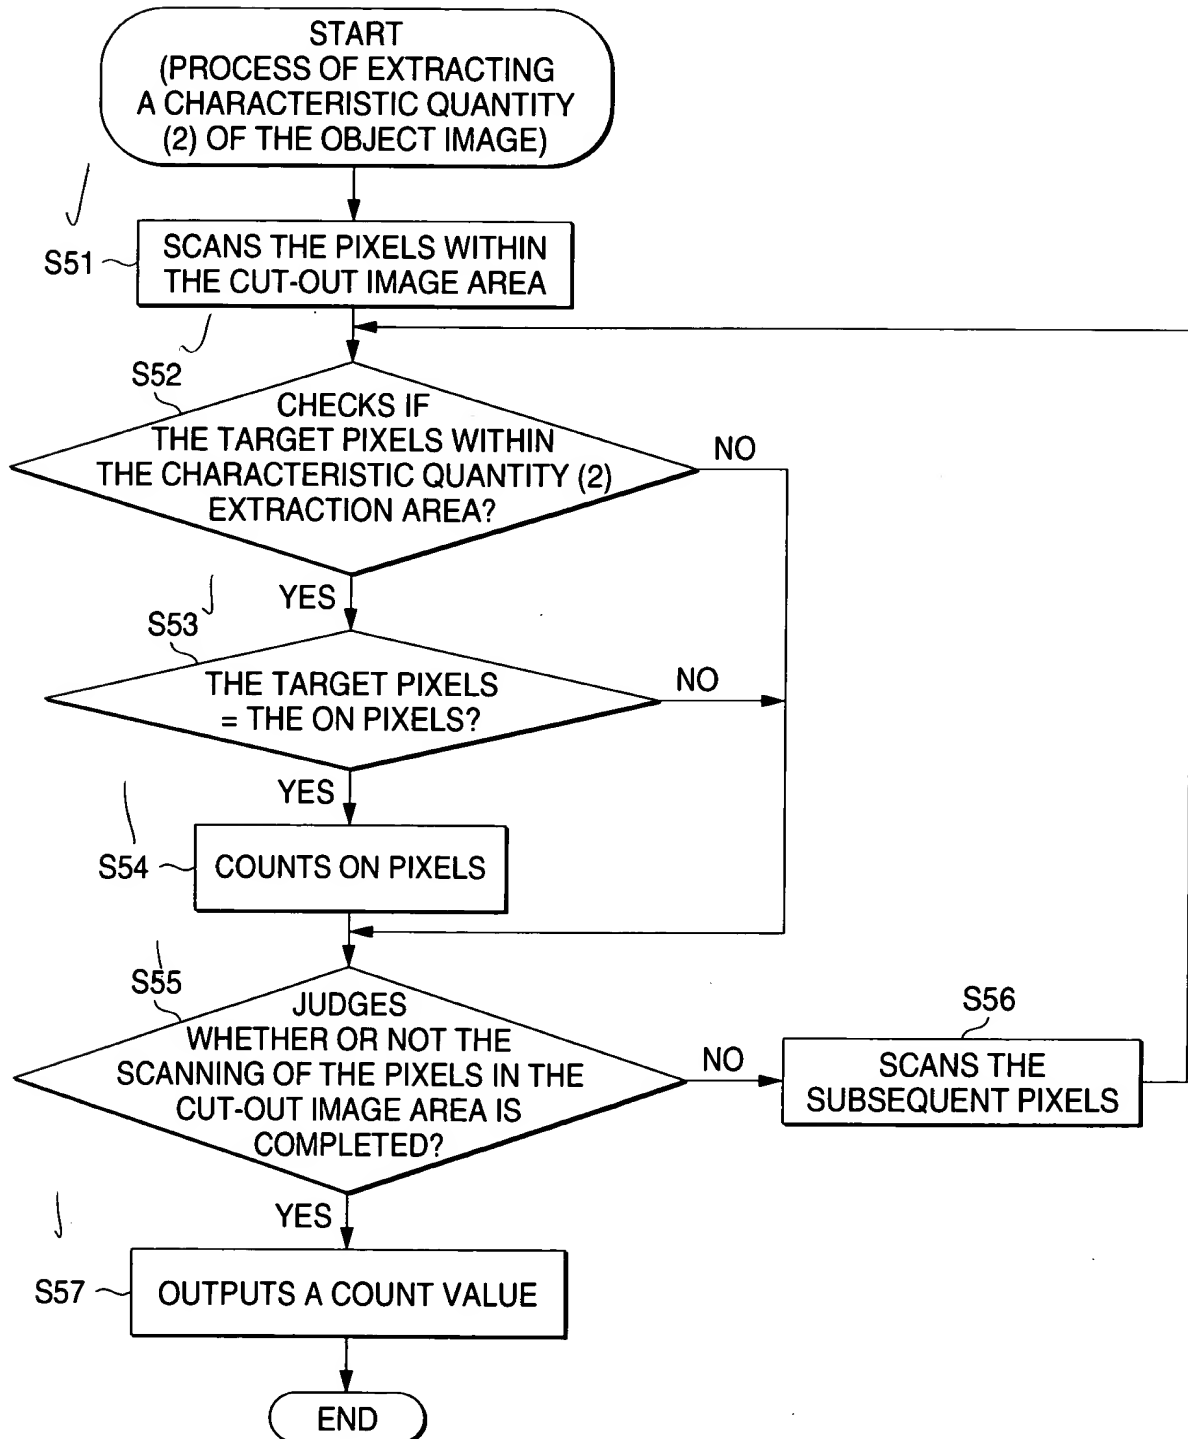 START
(PROCESS OF EXTRACTING
A CHARACTERISTIC QUANTITY
(2) OF THE OBJECT IMAGE)
S51
SCANS THE PIXELS WITHIN
THE CUT-OUT IMAGE AREA
S52
CHECKS IF
THE TARGET PIXELS WITHIN
THE CHARACTERISTIC QUANTITY (2)
EXTRACTION AREA?
NO
YES
S53
THE TARGET PIXELS
= THE ON PIXELS?
NO
YES
S54
COUNTS ON PIXELS
S55
JUDGES
WHETHER OR NOT THE
SCANNING OF THE PIXELS IN THE
CUT-OUT IMAGE AREA IS
COMPLETED?
NO
S56
SCANS THE
SUBSEQUENT PIXELS
YES
S57
OUTPUTS A COUNT VALUE
END